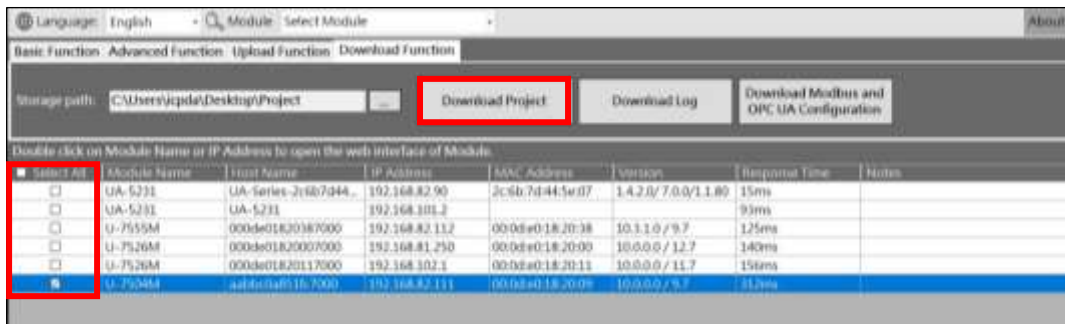 Language: English Module Select Module About
Basic Function Advanced Function Upload Function Download Function
Storage path: C:\Users\icpda\Desktop\Project ... Download Project Download Log Download Modbus and
OPC UA Configuration
Double click on Module Name or IP Address to open the web interface of Module.
Select All Module Name Host Name IP Address MAC Address Version Response Time Notes
UA-5231 UA-Series-2c6b7d44... 192.168.82.90 2c:6b:7d:44:5e:07 1.4.2.0/ 7.0.0/1.1.80 15ms
UA-5231 UA-5231 192.168.101.2 93ms
U-7555M 000de01820387000 192.168.82.112 00:0d:e0:18:20:38 10.3.1.0 / 9.7 125ms
U-7526M 000de01820007000 192.168.81.250 00:0d:e0:18:20:00 10.0.0.0 / 12.7 140ms
U-7526M 000de01820117000 192.168.102.1 00:0d:e0:18:20:11 10.0.0.0 / 11.7 156ms
U-7504M 192.168.82.111 00:0d:e0:18:20:09 10.0.0.0 / 9.7 312ms